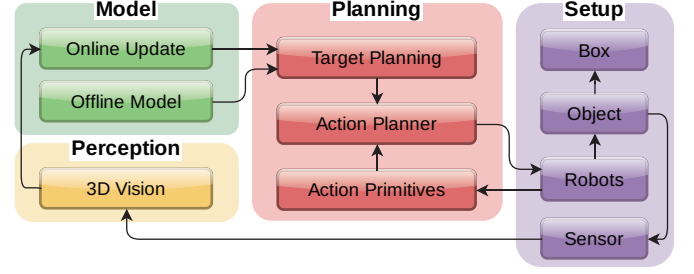 Model
Online Update
Offline Model
Perception
3D Vision
Planning
Target Planning
Action Planner
Action Primitives
Setup
Box
Object
Robots
Sensor